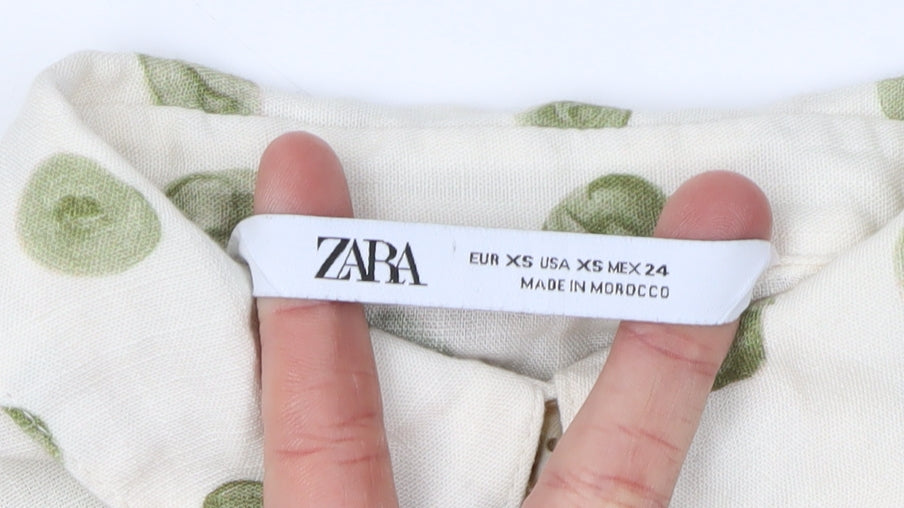 ZARA
EUR XS USA XS MEX 24
MADE IN MOROCCO